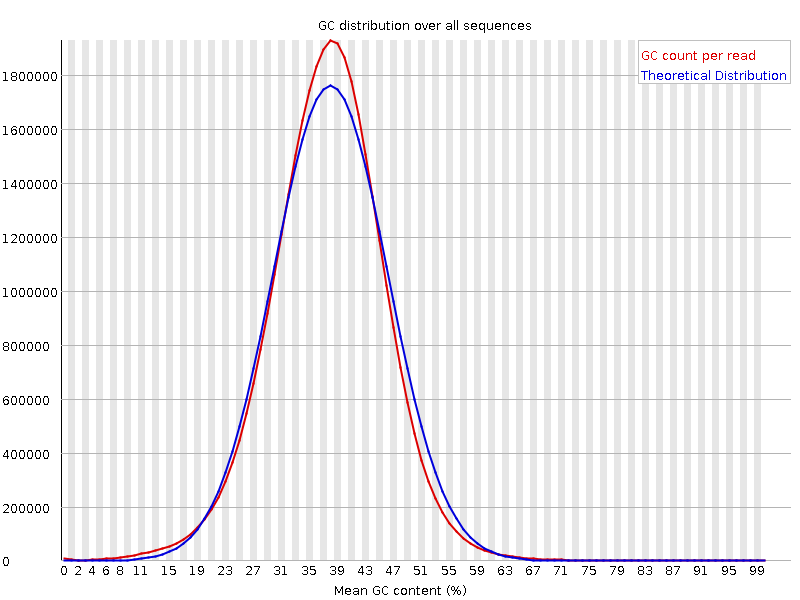 GC distribution over all sequences
GC count per read
Theoretical Distribution
1800000
1600000
1400000
1200000
1000000
800000
600000
400000
200000
0
0 2 4 6 8 11 15 19 23 27 31 35 39 43 47 51 55 59 63 67 71 75 79 83 87 91 95 99
Mean GC content (%)